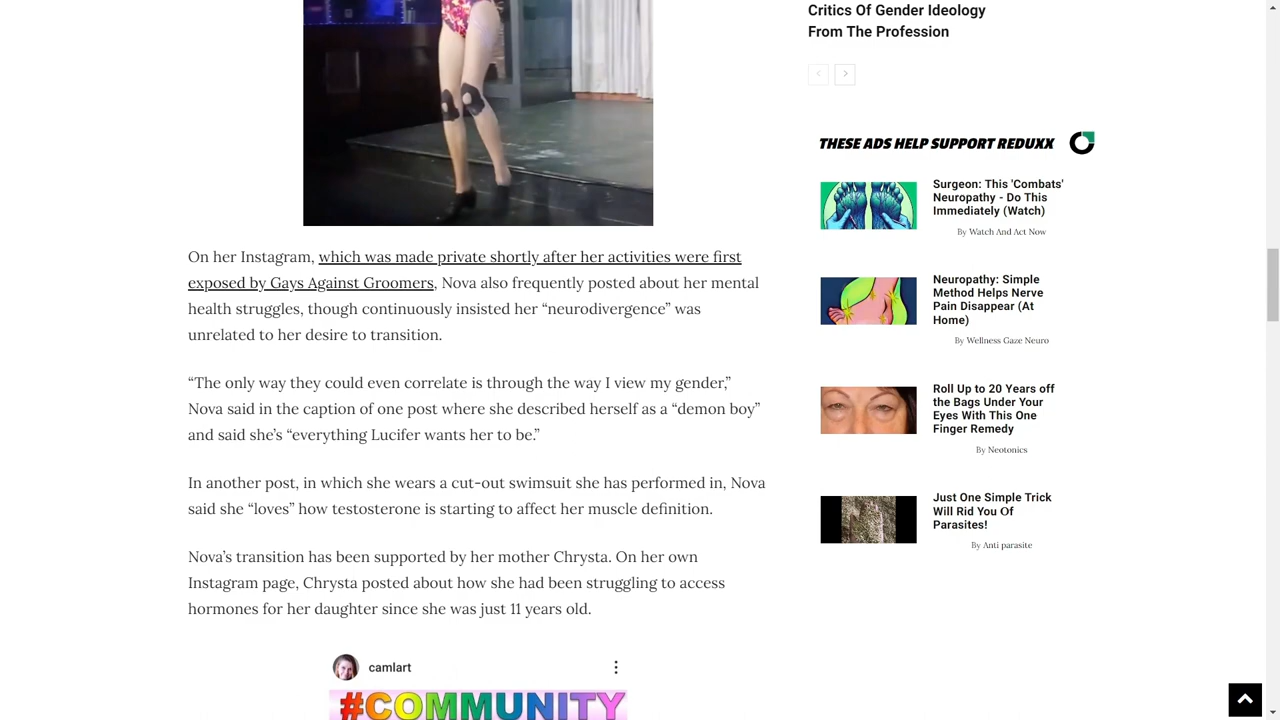 Critics Of Gender Ideology
From The Profession
THESE ADS HELP SUPPORT REDUXX
Surgeon: This 'Combats'
Neuropathy - Do This
Immediately (Watch)
By Watch And Act Now
On her Instagram, which was made private shortly after her activities were first
exposed by Gays Against Groomers, Nova also frequently posted about her mental
health struggles, though continuously insisted her “neurodivergence” was
unrelated to her desire to transition.
Neuropathy: Simple
Method Helps Nerve
Pain Disappear (At
Home)
By Wellness Gaze Neuro
“The only way they could even correlate is through the way I view my gender,”
Nova said in the caption of one post where she described herself as a “demon boy”
and said she’s “everything Lucifer wants her to be.”
Roll Up to 20 Years off
the Bags Under Your
Eyes With This One
Finger Remedy
By Neotonics
In another post, in which she wears a cut-out swimsuit she has performed in, Nova
said she “loves” how testosterone is starting to affect her muscle definition.
Just One Simple Trick
Will Rid You Of
Parasites!
By Anti parasite
Nova’s transition has been supported by her mother Chrysta. On her own
Instagram page, Chrysta posted about how she had been struggling to access
hormones for her daughter since she was just 11 years old.
camlart
#COMMUNITY